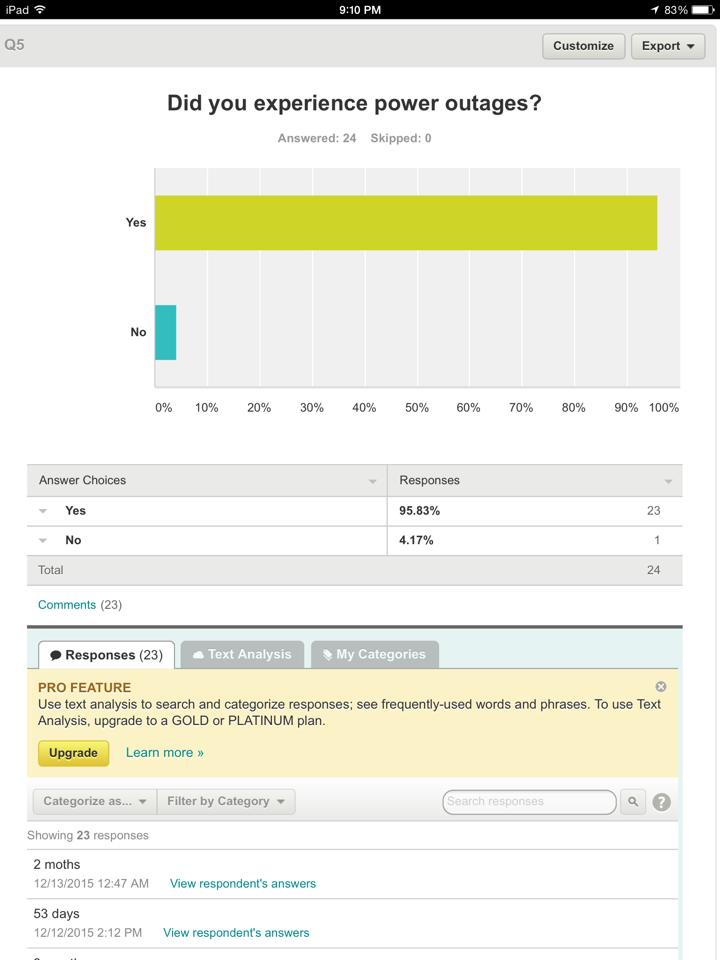 iPad 9:10 PM 83%
Q5 Customize Export
Did you experience power outages?
Answered: 24 Skipped: 0
Yes
No
0% 10% 20% 30% 40% 50% 60% 70% 80% 90% 100%
Answer Choices Responses
Yes 95.83% 23
No 4.17% 1
Total 24
Comments (23)
Responses (23) Text Analysis My Categories
PRO FEATURE
Use text analysis to search and categorize responses; see frequently-used words and phrases. To use Text
Analysis, upgrade to a GOLD or PLATINUM plan.
Upgrade Learn more »
Categorize as... Filter by Category Search responses ?
Showing 23 responses
2 moths
12/13/2015 12:47 AM View respondent's answers
53 days
12/12/2015 2:12 PM View respondent's answers